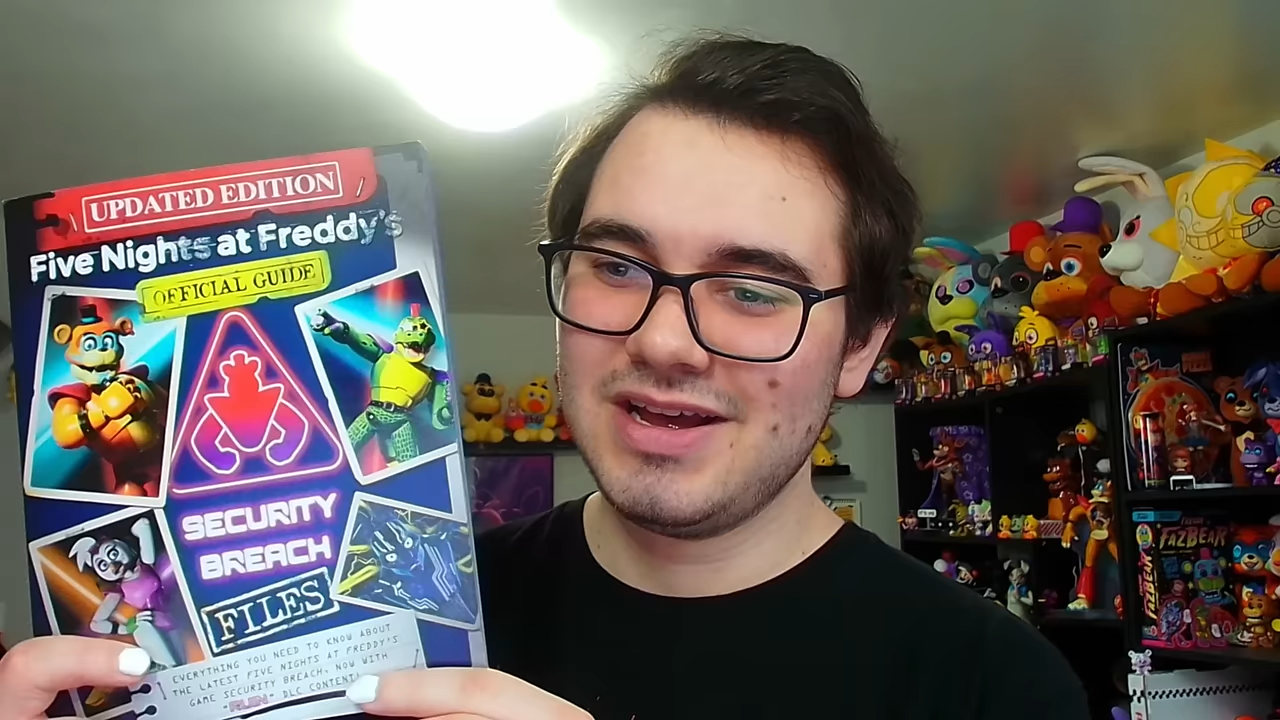 UPDATED EDITION
Five Nights at Freddy's
OFFICIAL GUIDE
SECURITY
BREACH
FILES
EVERYTHING YOU NEED TO KNOW ABOUT
THE LATEST FIVE NIGHTS AT FREDDY'S
GAME SECURITY BREACH. NOW WITH
"RUIN" DLC CONTENT!
FAZBEAR